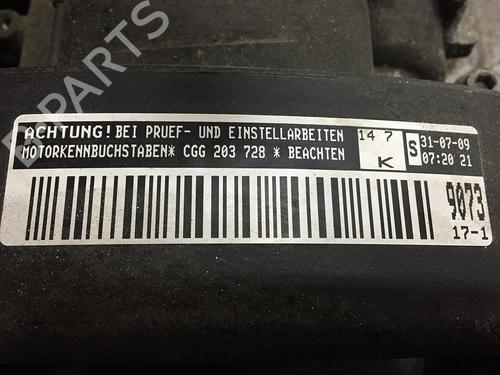 B-PARTS
ACHTUNG! BEI PRUEF- UND EINSTELLARBEITEN 14 7 S 31-07-09
MOTORKENNBUCHSTABEN* CGG 203 728 * BEACHTEN K 07:20 21
9073
17-1